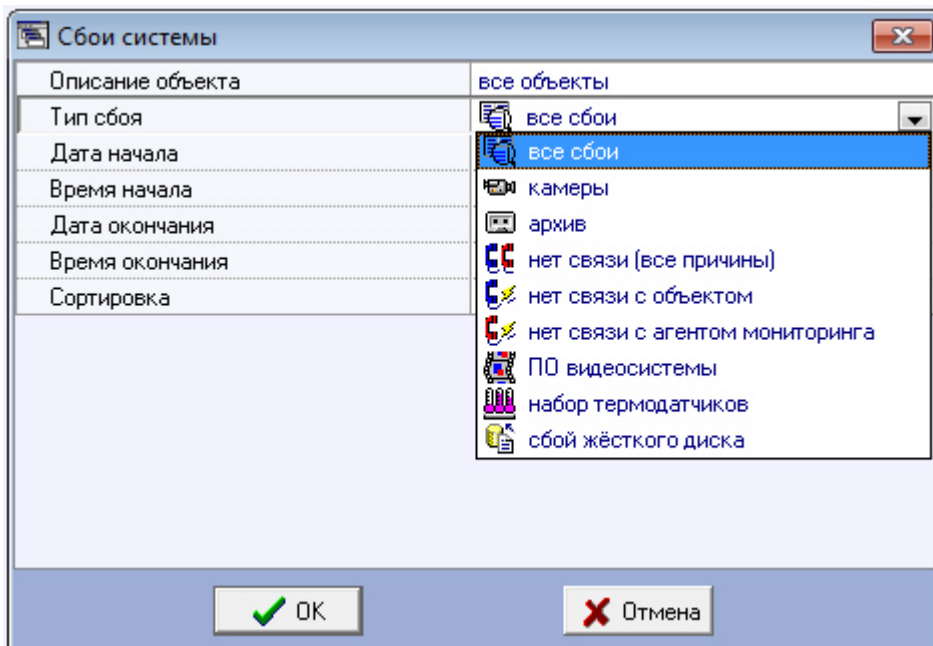 Сбои системы
Описание объекта все объекты
Тип сбоя все сбои
Дата начала все сбои
Время начала камеры
Дата окончания архив
Время окончания нет связи (все причины)
Сортировка нет связи с объектом
нет связи с агентом мониторинга
ПО видеосистемы
набор термодатчиков
сбой жёсткого диска
OK Отмена